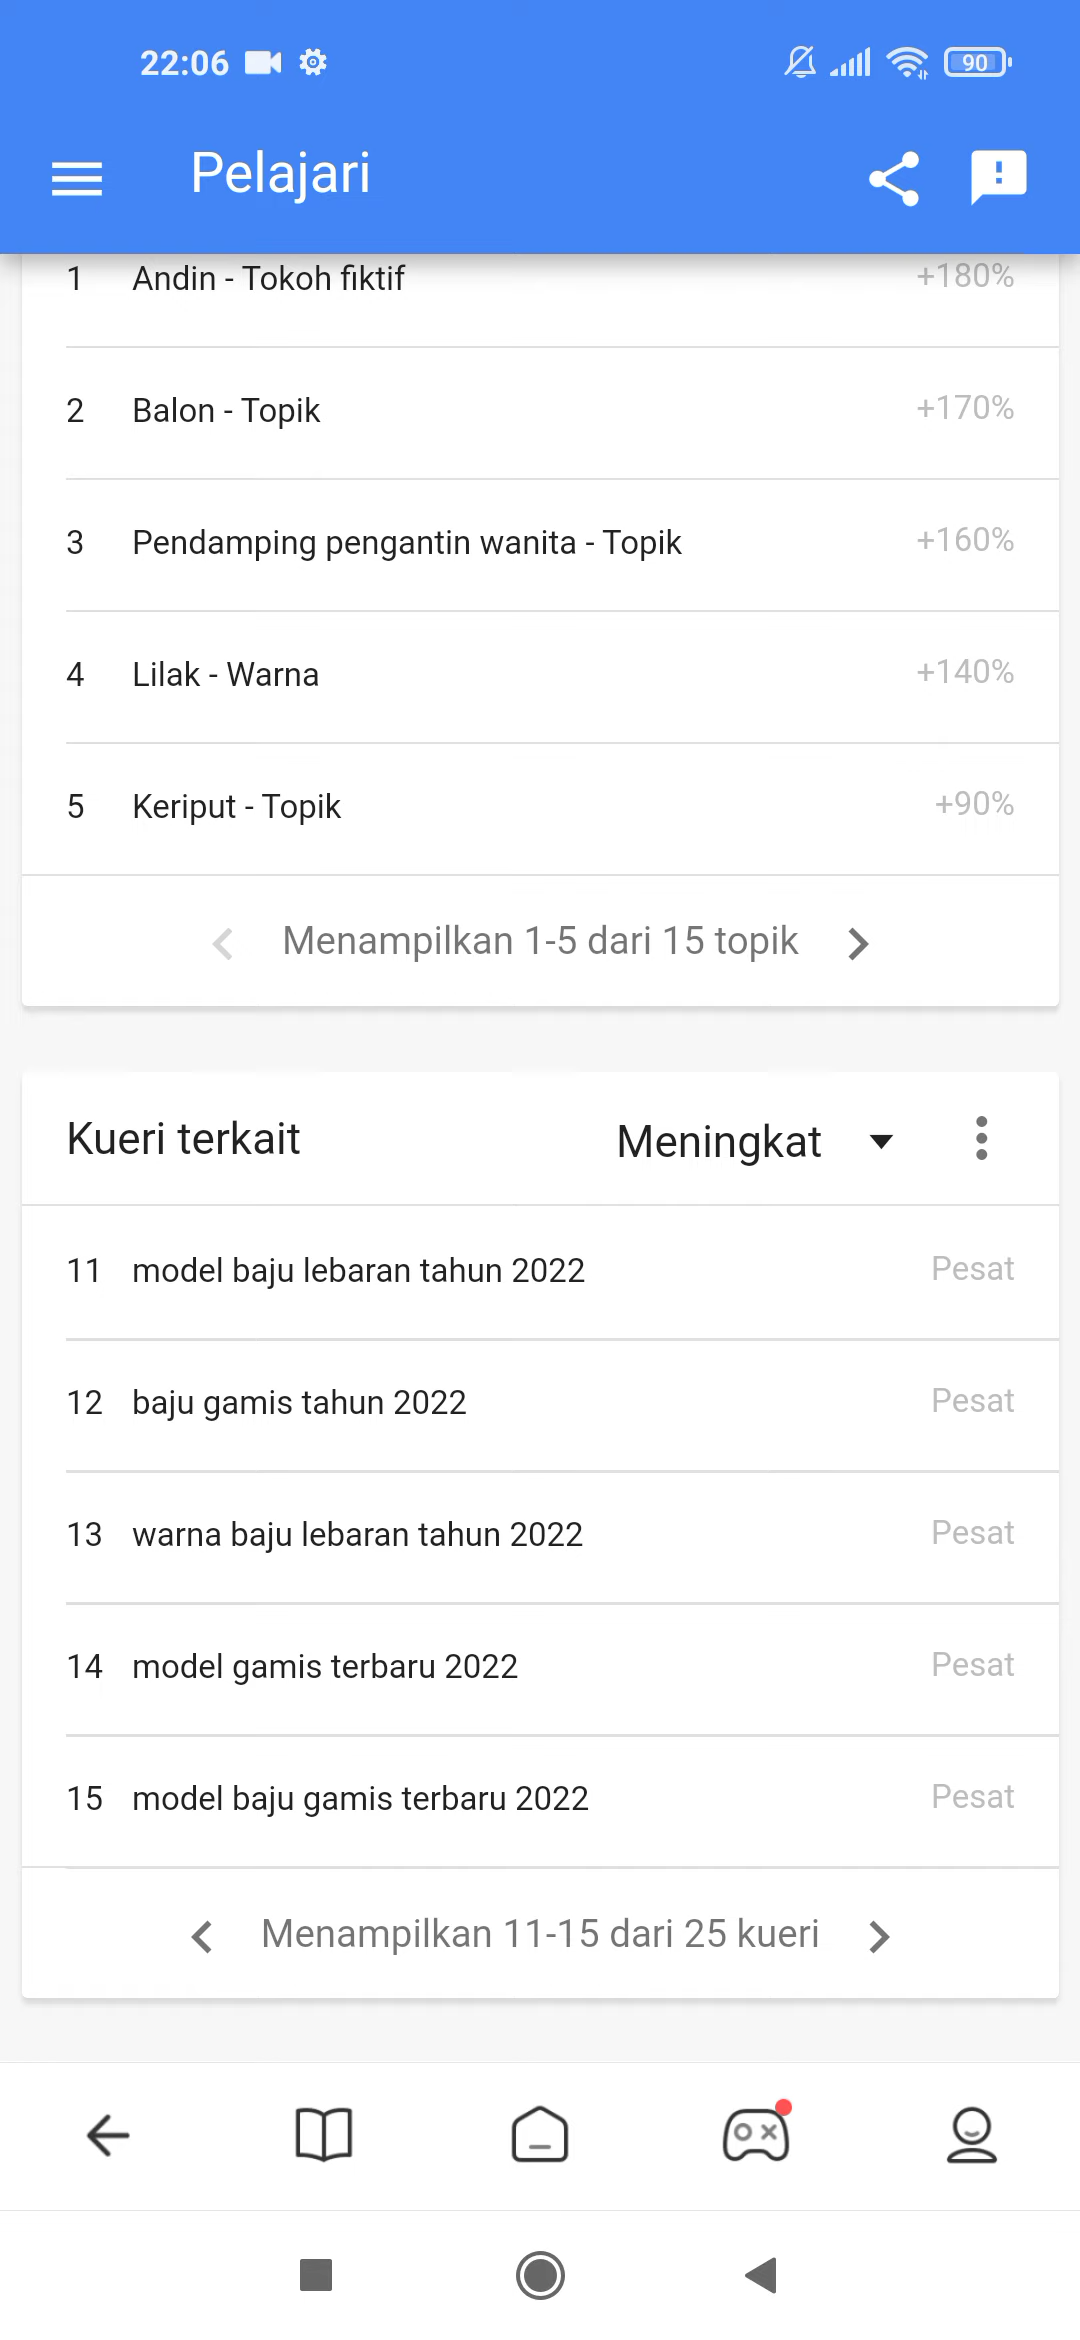 22:06
90
Pelajari
1 Andin - Tokoh fiktif +180%
2 Balon - Topik +170%
3 Pendamping pengantin wanita - Topik +160%
4 Lilak - Warna +140%
5 Keriput - Topik +90%
Menampilkan 1-5 dari 15 topik
Kueri terkait Meningkat
11 model baju lebaran tahun 2022 Pesat
12 baju gamis tahun 2022 Pesat
13 warna baju lebaran tahun 2022 Pesat
14 model gamis terbaru 2022 Pesat
15 model baju gamis terbaru 2022 Pesat
Menampilkan 11-15 dari 25 kueri